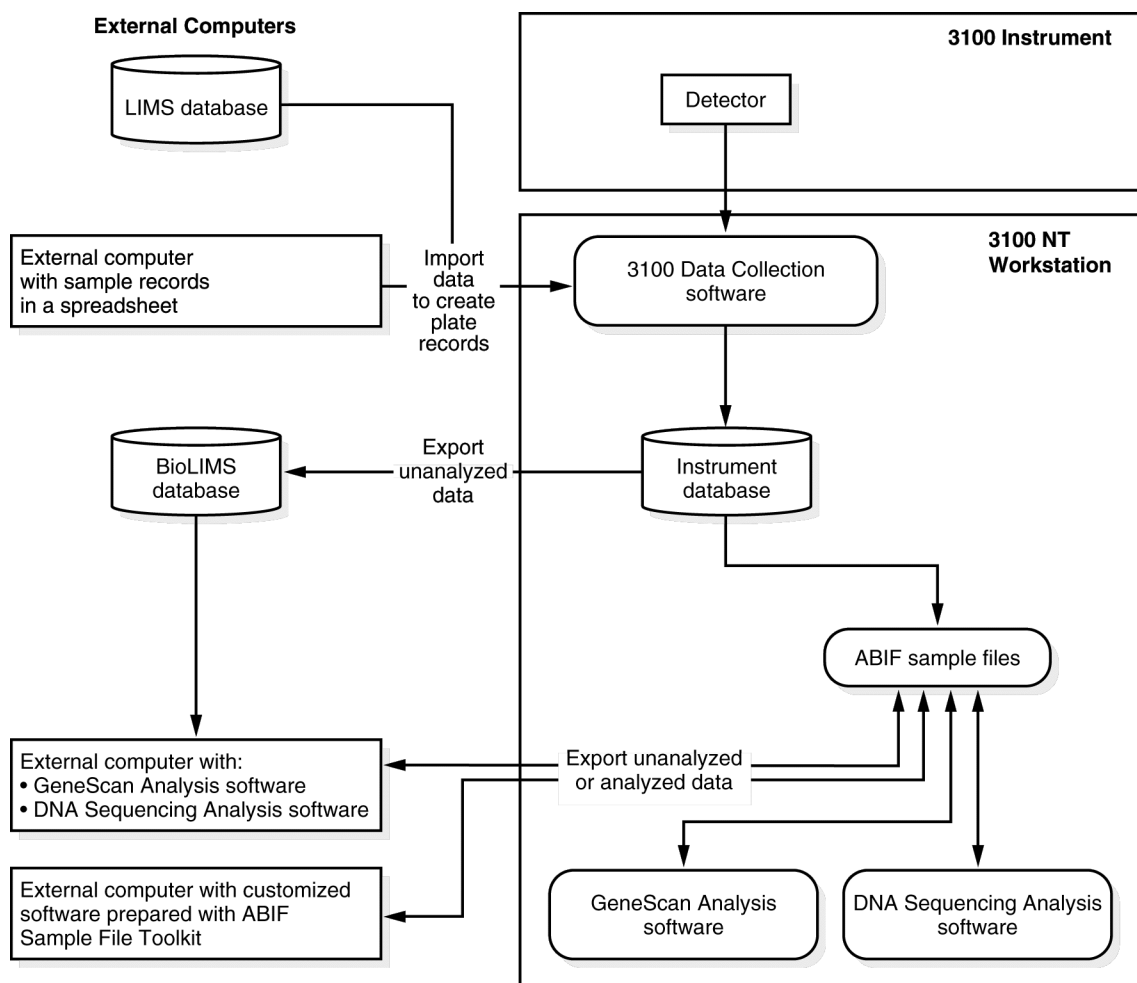 External Computers
3100 Instrument
LIMS database
Detector
3100 NT
Workstation
External computer
with sample records
in a spreadsheet
Import
data
to create
plate
records
3100 Data Collection
software
BioLIMS
database
Export
unanalyzed
data
Instrument
database
ABIF sample files
External computer with:
• GeneScan Analysis software
• DNA Sequencing Analysis software
Export unanalyzed
or analyzed data
External computer with customized
software prepared with ABIF
Sample File Toolkit
GeneScan Analysis
software
DNA Sequencing Analysis
software